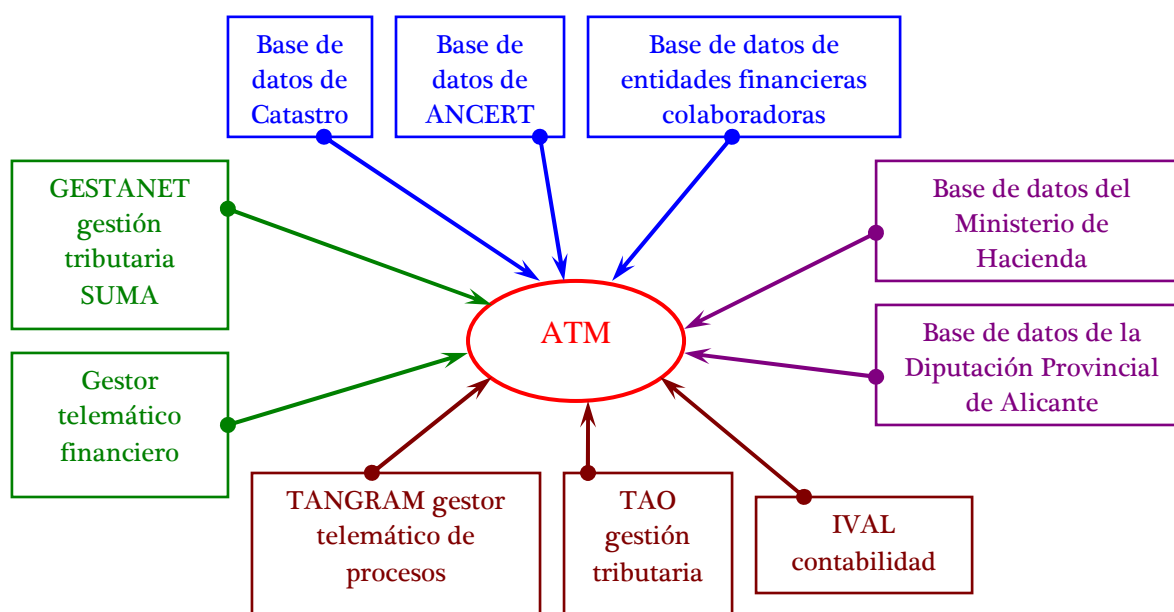 Base de
datos de
Catastro
Base de
datos de
ANCERT
Base de datos de
entidades financieras
colaboradoras
GESTANET
gestión
tributaria
SUMA
Base de datos del
Ministerio de
Hacienda
ATM
Gestor
telemático
financiero
Base de datos de la
Diputación Provincial
de Alicante
TANGRAM gestor
telemático de
procesos
TAO
gestión
tributaria
IVAL
contabilidad